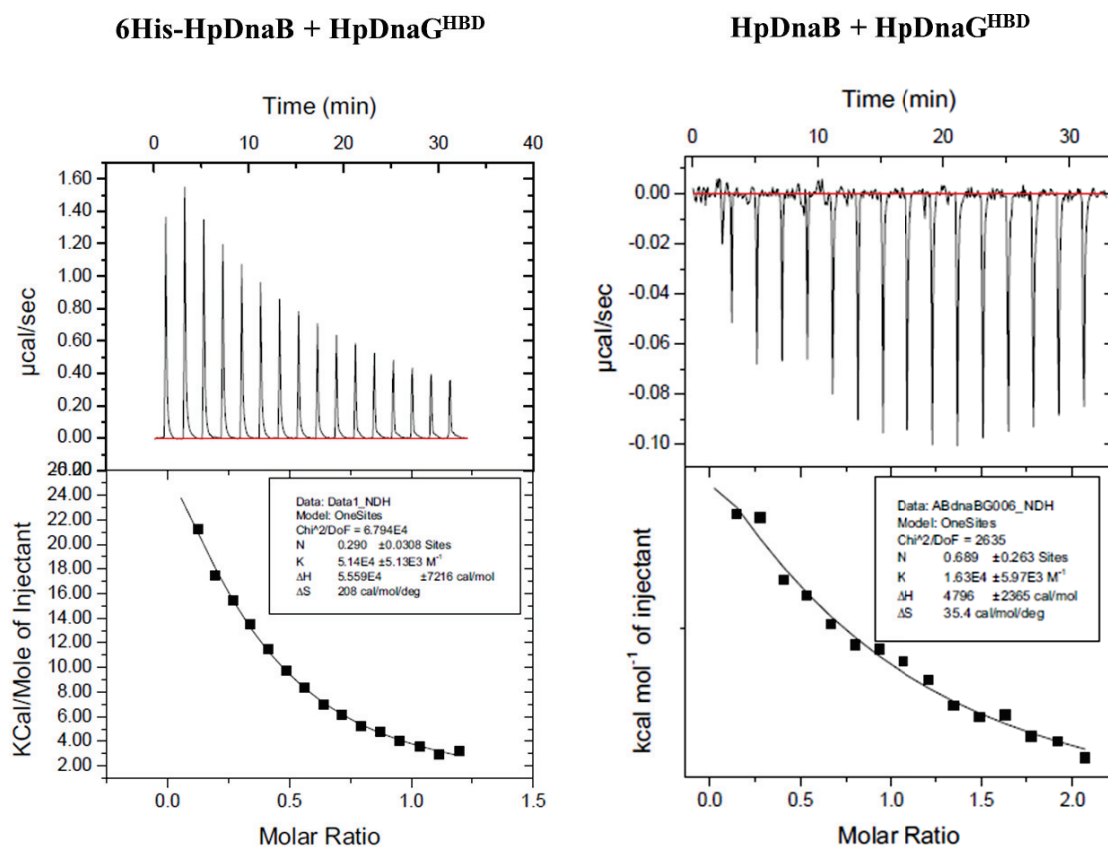 6His-HpDnaB + HpDnaG^HBD
Time (min)
0 10 20 30 40
1.60
1.40
1.20
1.00
0.80
0.60
0.40
0.20
0.00
µcal/sec
24.00
22.00
20.00
18.00
16.00
14.00
12.00
10.00
8.00
6.00
4.00
2.00
KCal/Mole of Injectant
Data: Data1_NDH
Model: OneSites
Chi^2/DoF = 6.794E4
N 0.290 ±0.0308 Sites
K 5.14E4 ±5.13E3 M⁻¹
ΔH 5.559E4 ±7216 cal/mol
ΔS 208 cal/mol/deg
0.0 0.5 1.0 1.5
Molar Ratio
HpDnaB + HpDnaG^HBD
Time (min)
0 10 20 30
0.00
-0.02
-0.04
-0.06
-0.08
-0.10
µcal/sec
kcal mol⁻¹ of injectant
Data: ABdnaBG006_NDH
Model: OneSites
Chi^2/DoF = 2635
N 0.689 ±0.263 Sites
K 1.63E4 ±5.97E3 M⁻¹
ΔH 4796 ±2365 cal/mol
ΔS 35.4 cal/mol/deg
0.0 0.5 1.0 1.5 2.0
Molar Ratio